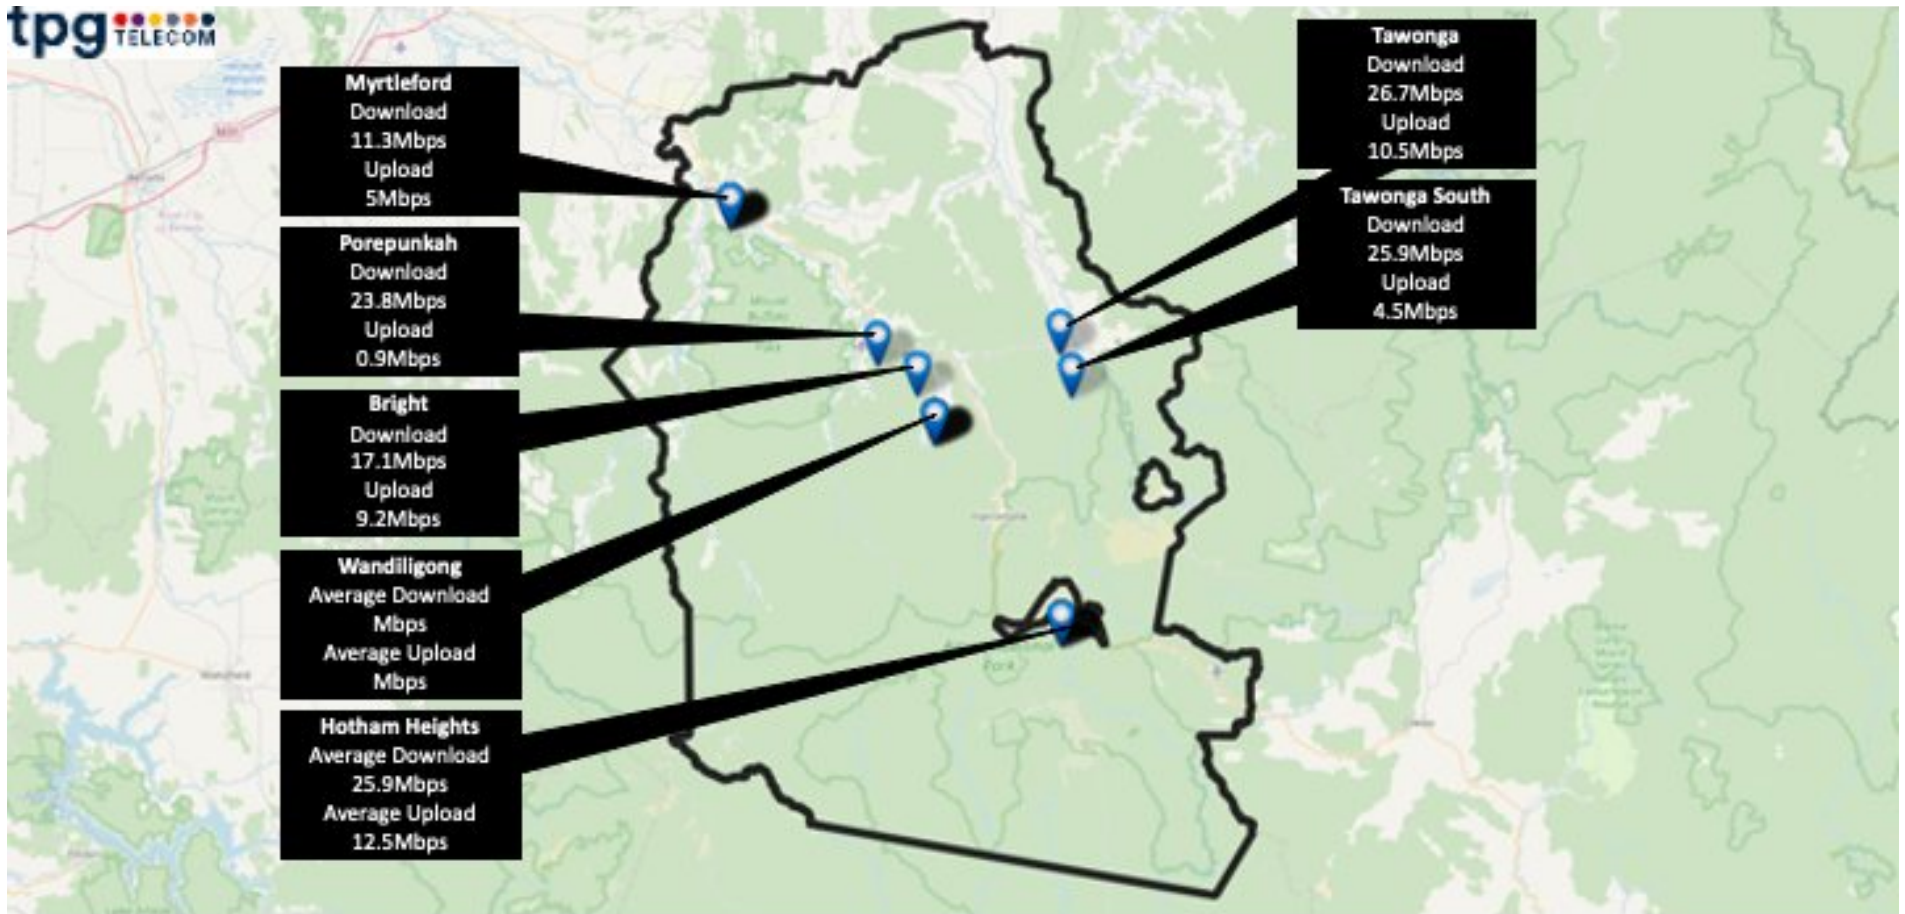 tpg
TELECOM
Myrtleford
Download
11.3Mbps
Upload
5Mbps
Porepunkah
Download
23.8Mbps
Upload
0.9Mbps
Bright
Download
17.1Mbps
Upload
9.2Mbps
Wandiligong
Average Download
Mbps
Average Upload
Mbps
Hotham Heights
Average Download
25.9Mbps
Average Upload
12.5Mbps
Tawonga
Download
26.7Mbps
Upload
10.5Mbps
Tawonga South
Download
25.9Mbps
Upload
4.5Mbps
Park